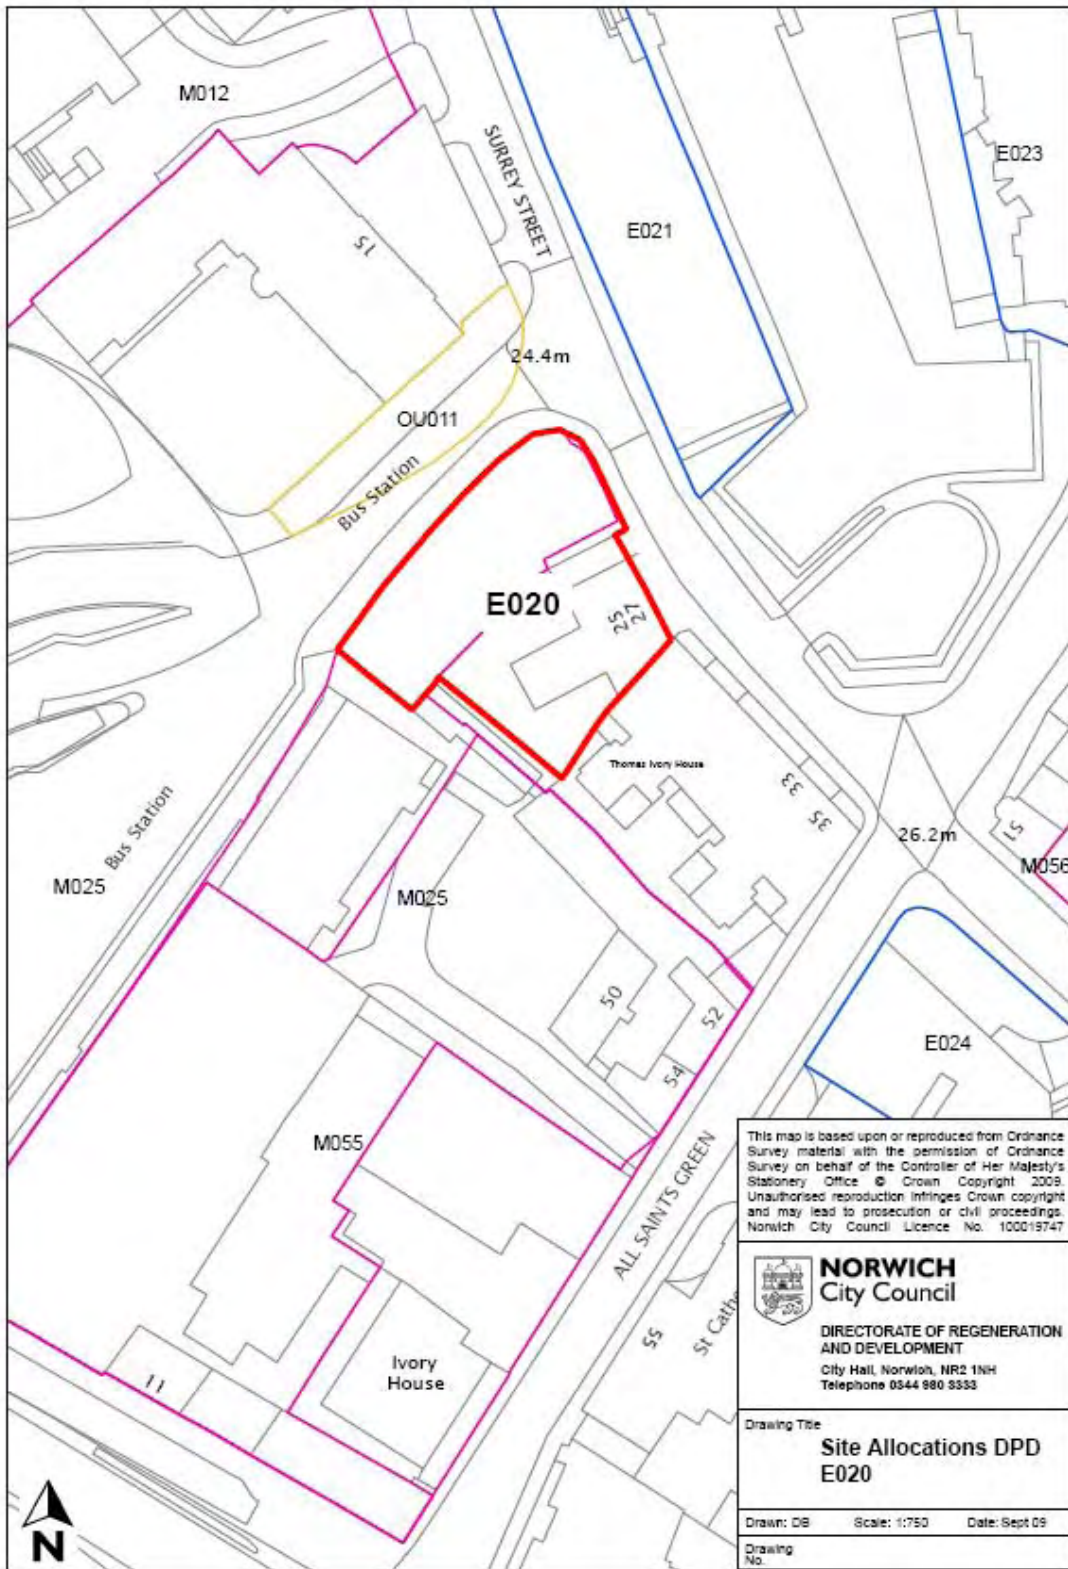 M012
SURREY STREET
E023
E021
15
24.4m
OU011
Bus Station
E020
25
27
Thomas Ivory House
33
35
26.2m
51
M056
Bus Station
M025
M025
50
52
54
E024
M055
ALL SAINTS GREEN
55
St Cathe
Ivory
House
11
N
This map is based upon or reproduced from Ordnance
Survey material with the permission of Ordnance
Survey on behalf of the Controller of Her Majesty's
Stationery Office © Crown Copyright 2009.
Unauthorised reproduction infringes Crown copyright
and may lead to prosecution or civil proceedings.
Norwich City Council Licence No. 100019747
NORWICH
City Council
DIRECTORATE OF REGENERATION
AND DEVELOPMENT
City Hall, Norwich, NR2 1NH
Telephone 0344 980 3333
Drawing Title
Site Allocations DPD
E020
Drawn: DB Scale: 1:750 Date: Sept 09
Drawing
No.